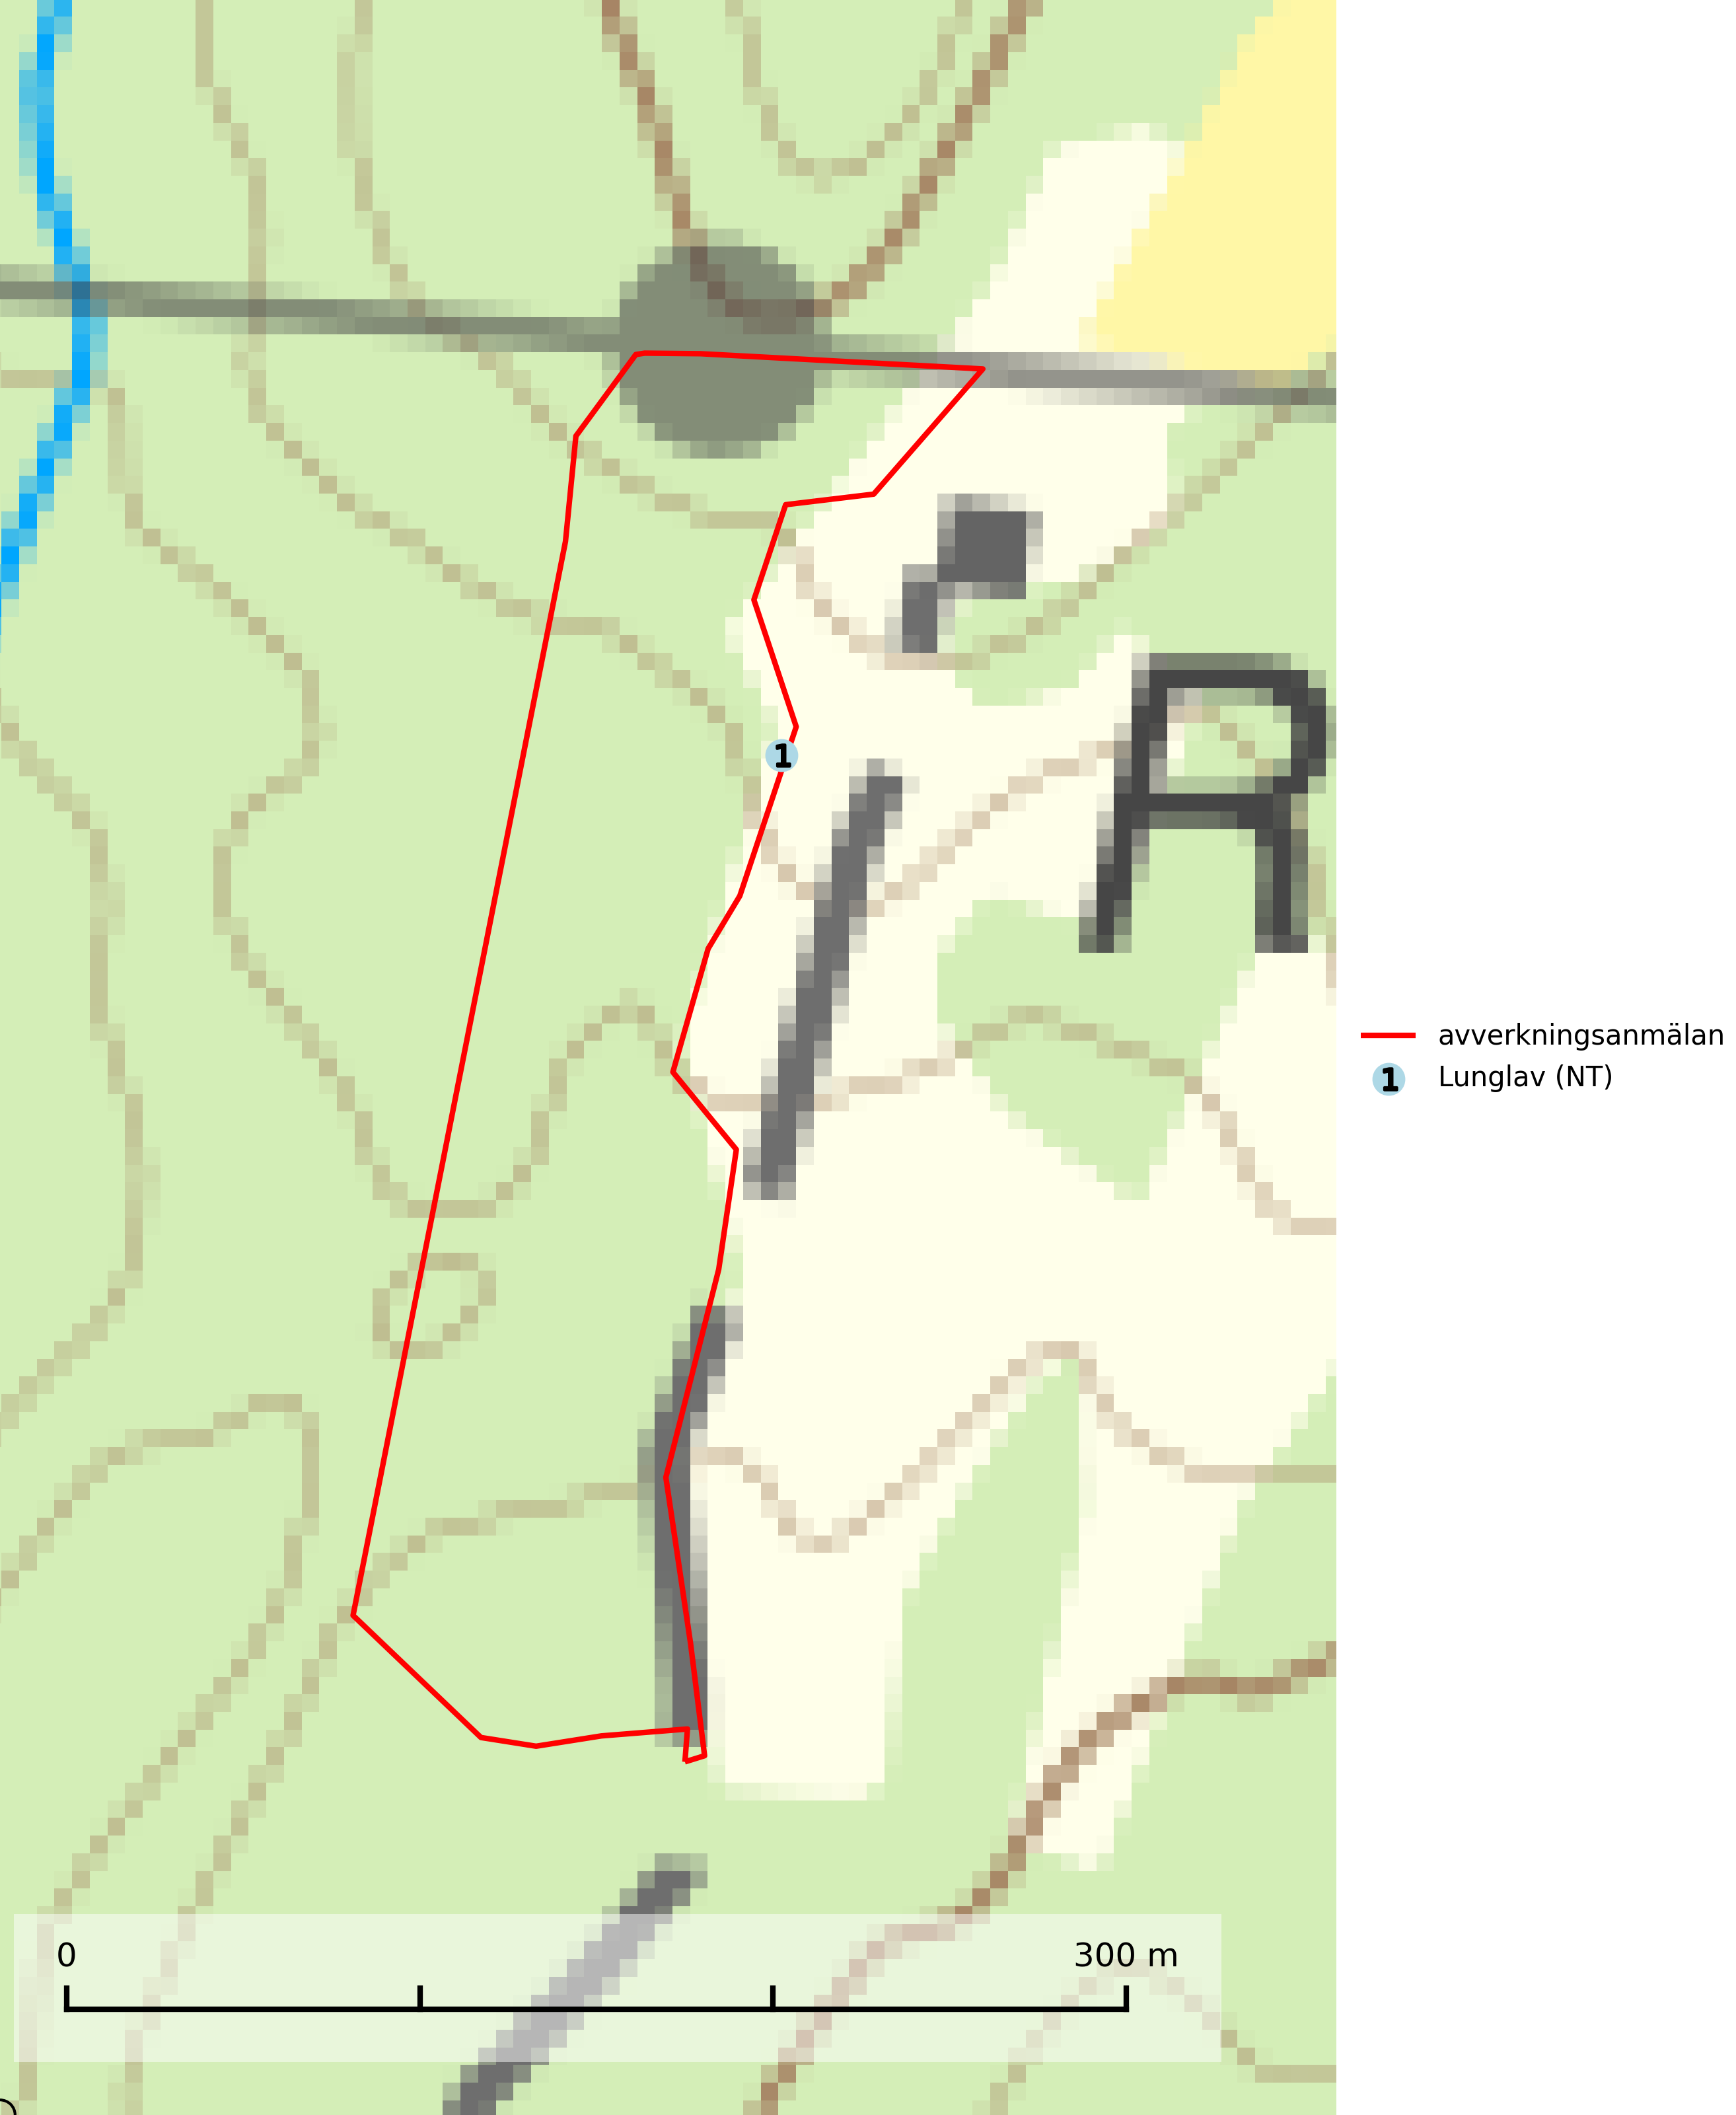 R
1
avverkningsanmälan
1 Lunglav (NT)
0 300 m